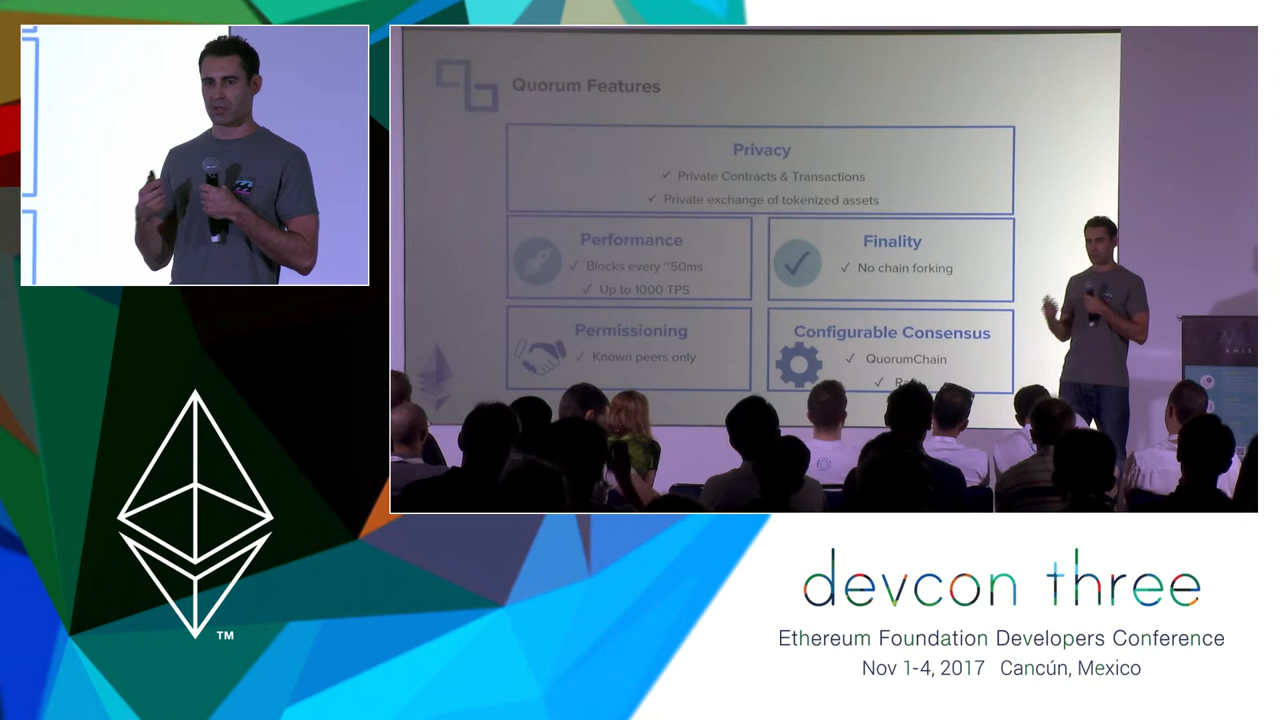 Quorum Features
Privacy
✓ Private Contracts & Transactions
✓ Private exchange of tokenized assets
Performance
✓ Blocks every ~50ms
✓ Up to 1000 TPS
Finality
✓ No chain forking
Permissioning
✓ Known peers only
Configurable Consensus
✓ QuorumChain
AMIS
TM
devcon three
Ethereum Foundation Developers Conference
Nov 1-4, 2017 Cancún, Mexico